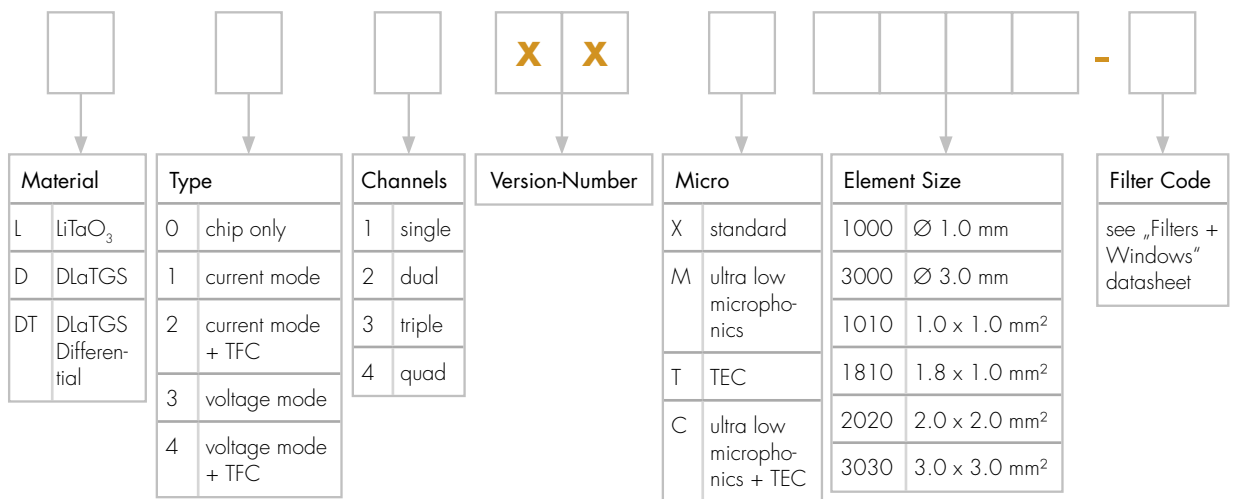 x x -
Material
L LiTaO₃
D DLaTGS
DT DLaTGS
Differen-
tial
Type
0 chip only
1 current mode
2 current mode
+ TFC
3 voltage mode
4 voltage mode
+ TFC
Channels
1 single
2 dual
3 triple
4 quad
Version-Number
Micro
X standard
M ultra low
micropho-
nics
T TEC
C ultra low
micropho-
nics + TEC
Element Size
1000 Ø 1.0 mm
3000 Ø 3.0 mm
1010 1.0 x 1.0 mm²
1810 1.8 x 1.0 mm²
2020 2.0 x 2.0 mm²
3030 3.0 x 3.0 mm²
Filter Code
see „Filters +
Windows“
datasheet